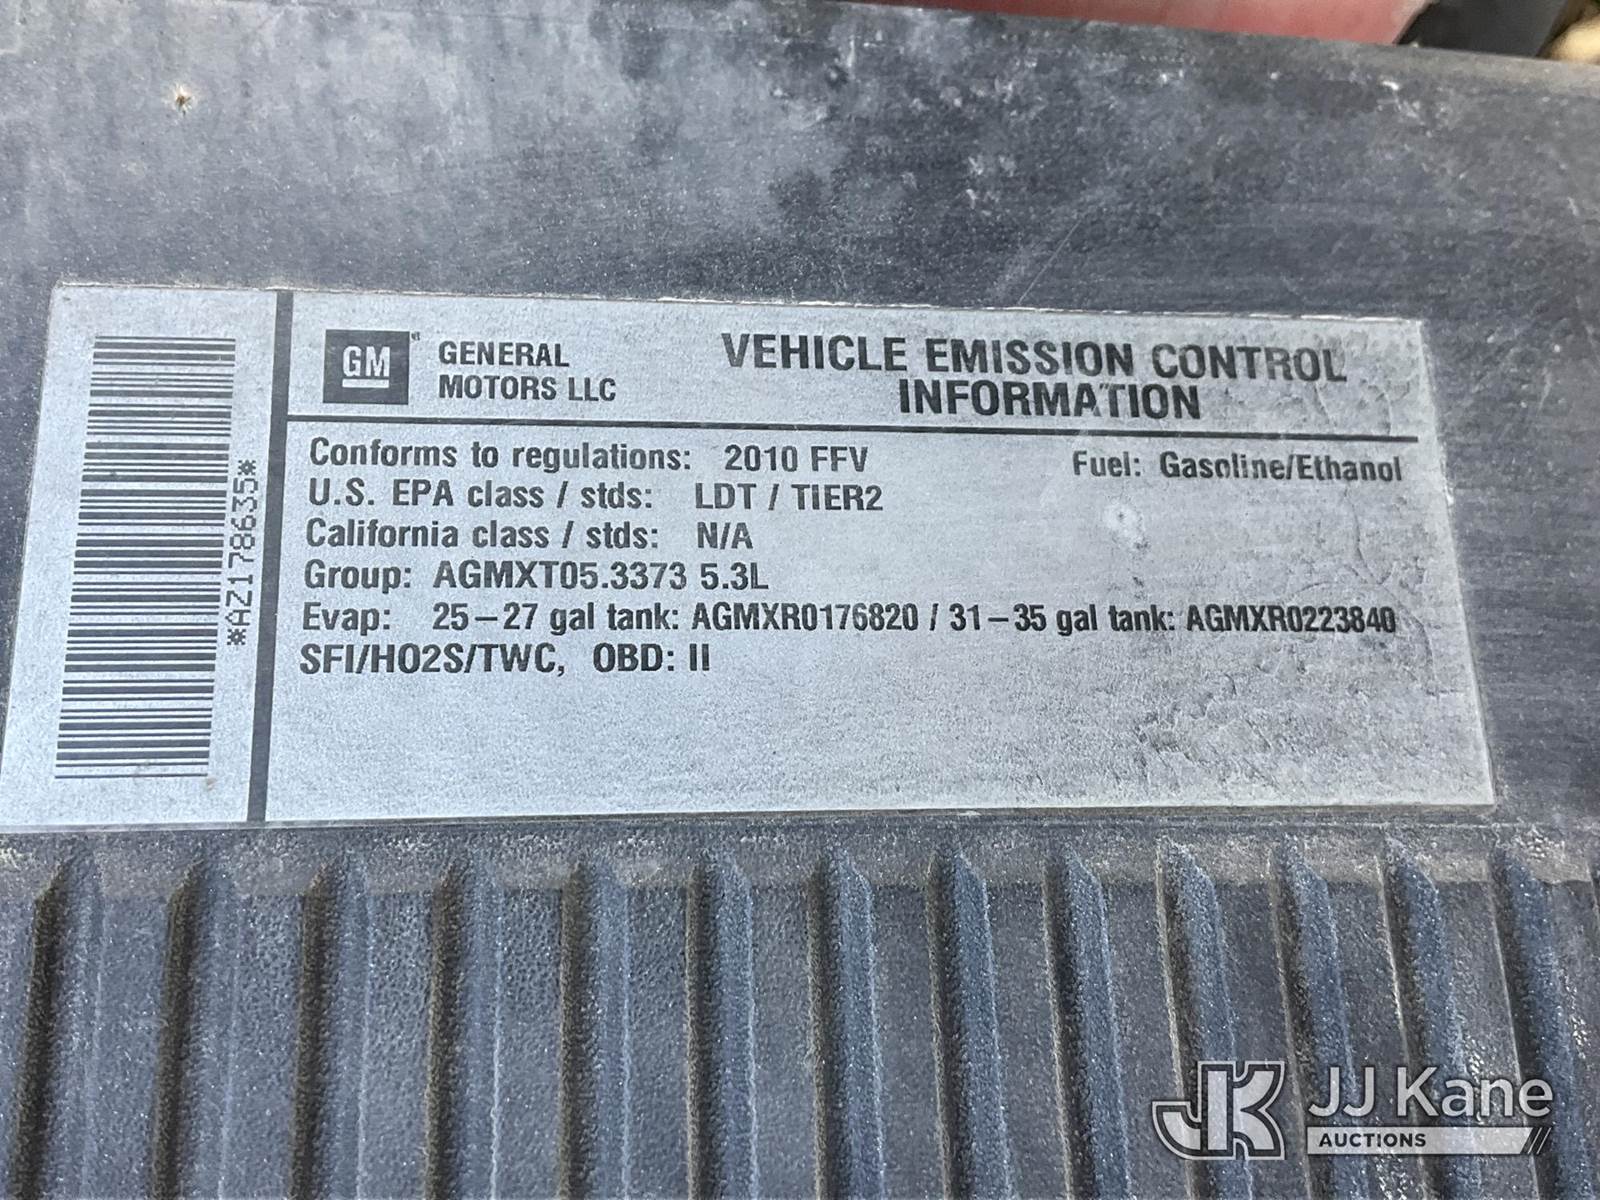 GM
GENERAL
MOTORS LLC
VEHICLE EMISSION CONTROL
INFORMATION
Conforms to regulations: 2010 FFV
Fuel: Gasoline/Ethanol
U.S. EPA class / stds: LDT / TIER2
California class / stds: N/A
Group: AGMXT05.3373 5.3L
Evap: 25–27 gal tank: AGMXR0176820 / 31–35 gal tank: AGMXR0223840
SFI/HO2S/TWC, OBD: II
*AZ178635*
JK JJ Kane
AUCTIONS